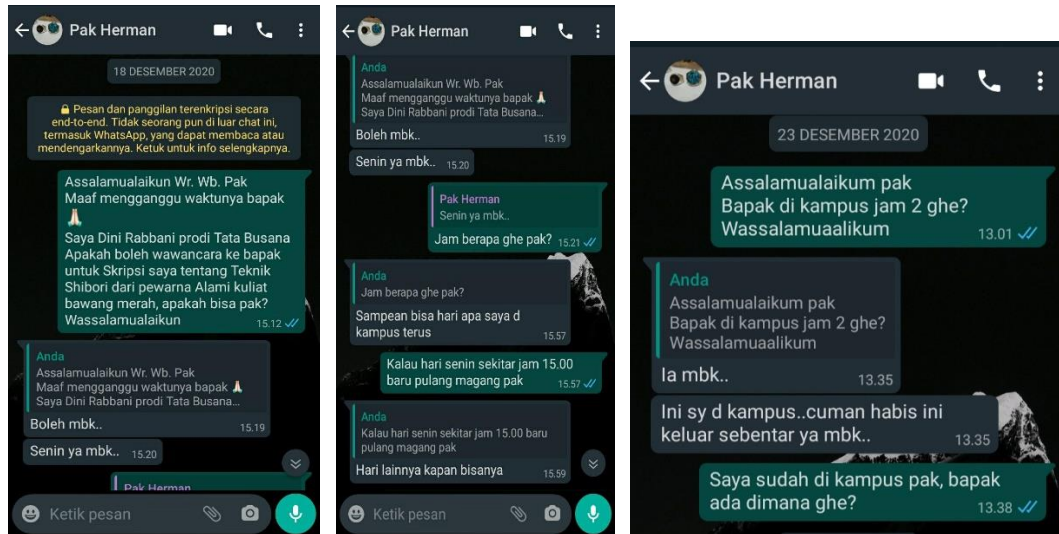 Pak Herman
18 DESEMBER 2020
Pesan dan panggilan terenkripsi secara
end-to-end. Tidak seorang pun di luar chat ini,
termasuk WhatsApp, yang dapat membaca atau
mendengarkannya. Ketuk untuk info selengkapnya.
Assalamualaikun Wr. Wb. Pak
Maaf mengganggu waktunya bapak
🙏🏻
Saya Dini Rabbani prodi Tata Busana
Apakah boleh wawancara ke bapak
untuk Skripsi saya tentang Teknik
Shibori dari pewarna Alami kuliat
bawang merah, apakah bisa pak?
Wassalamualaikun 15.12
Anda
Assalamualaikun Wr. Wb. Pak
Maaf mengganggu waktunya bapak 🙏🏻
Saya Dini Rabbani prodi Tata Busana...
Boleh mbk.. 15.19
Senin ya mbk.. 15.20
Pak Herman
Ketik pesan
Pak Herman
Anda
Assalamualaikun Wr. Wb. Pak
Maaf mengganggu waktunya bapak 🙏🏻
Saya Dini Rabbani prodi Tata Busana...
Boleh mbk.. 15.19
Senin ya mbk.. 15.20
Pak Herman
Senin ya mbk..
Jam berapa ghe pak? 15.21
Anda
Jam berapa ghe pak?
Sampean bisa hari apa saya d
kampus terus 15.57
Kalau hari senin sekitar jam 15.00
baru pulang magang pak 15.57
Anda
Kalau hari senin sekitar jam 15.00 baru
pulang magang pak
Hari lainnya kapan bisanya 15.59
Ketik pesan
Pak Herman
23 DESEMBER 2020
Assalamualaikum pak
Bapak di kampus jam 2 ghe?
Wassalamuaalikum 13.01
Anda
Assalamualaikum pak
Bapak di kampus jam 2 ghe?
Wassalamuaalikum
Ia mbk.. 13.35
Ini sy d kampus..cuman habis ini
keluar sebentar ya mbk.. 13.35
Saya sudah di kampus pak, bapak
ada dimana ghe? 13.38